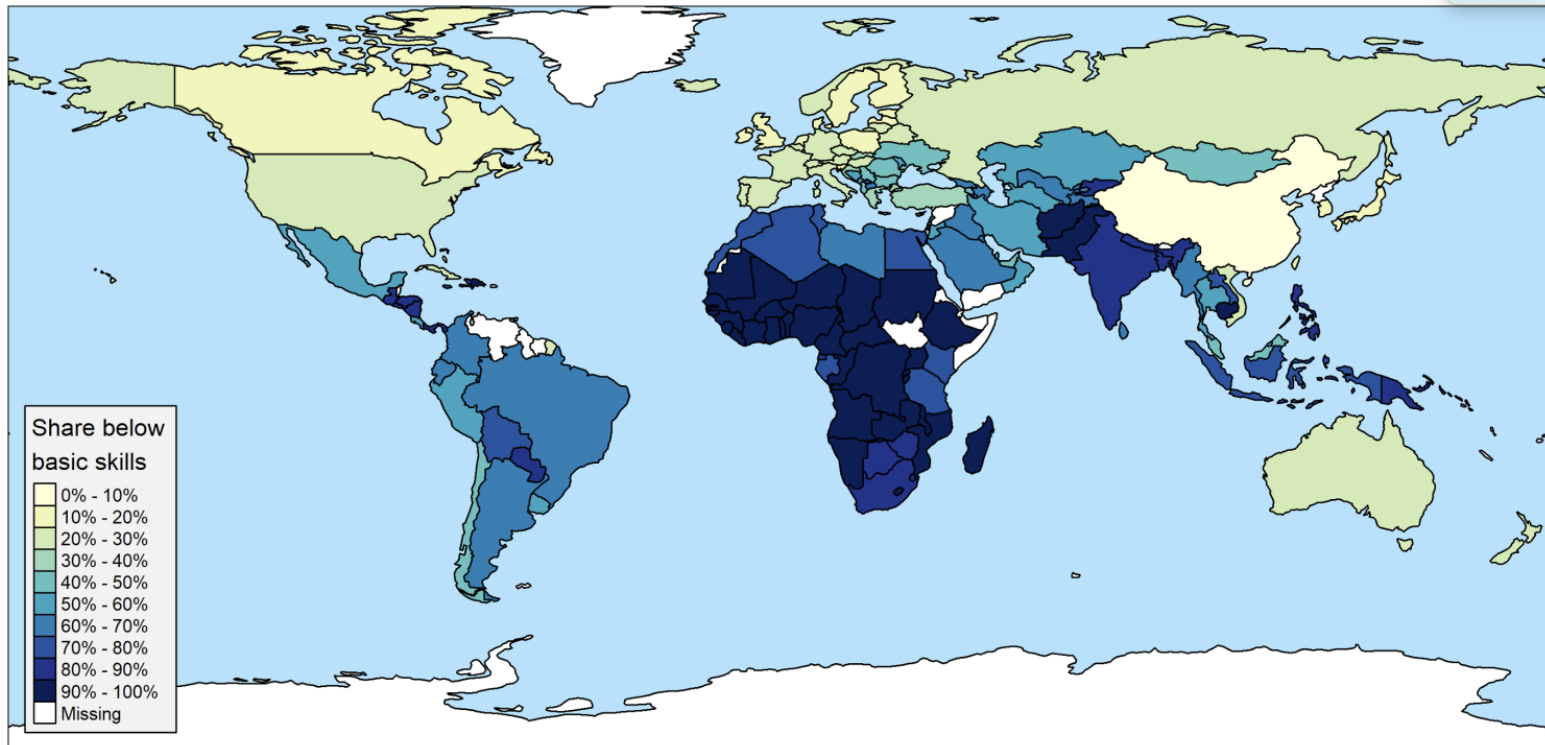 Share below
basic skills
0% - 10%
10% - 20%
20% - 30%
30% - 40%
40% - 50%
50% - 60%
60% - 70%
70% - 80%
80% - 90%
90% - 100%
Missing